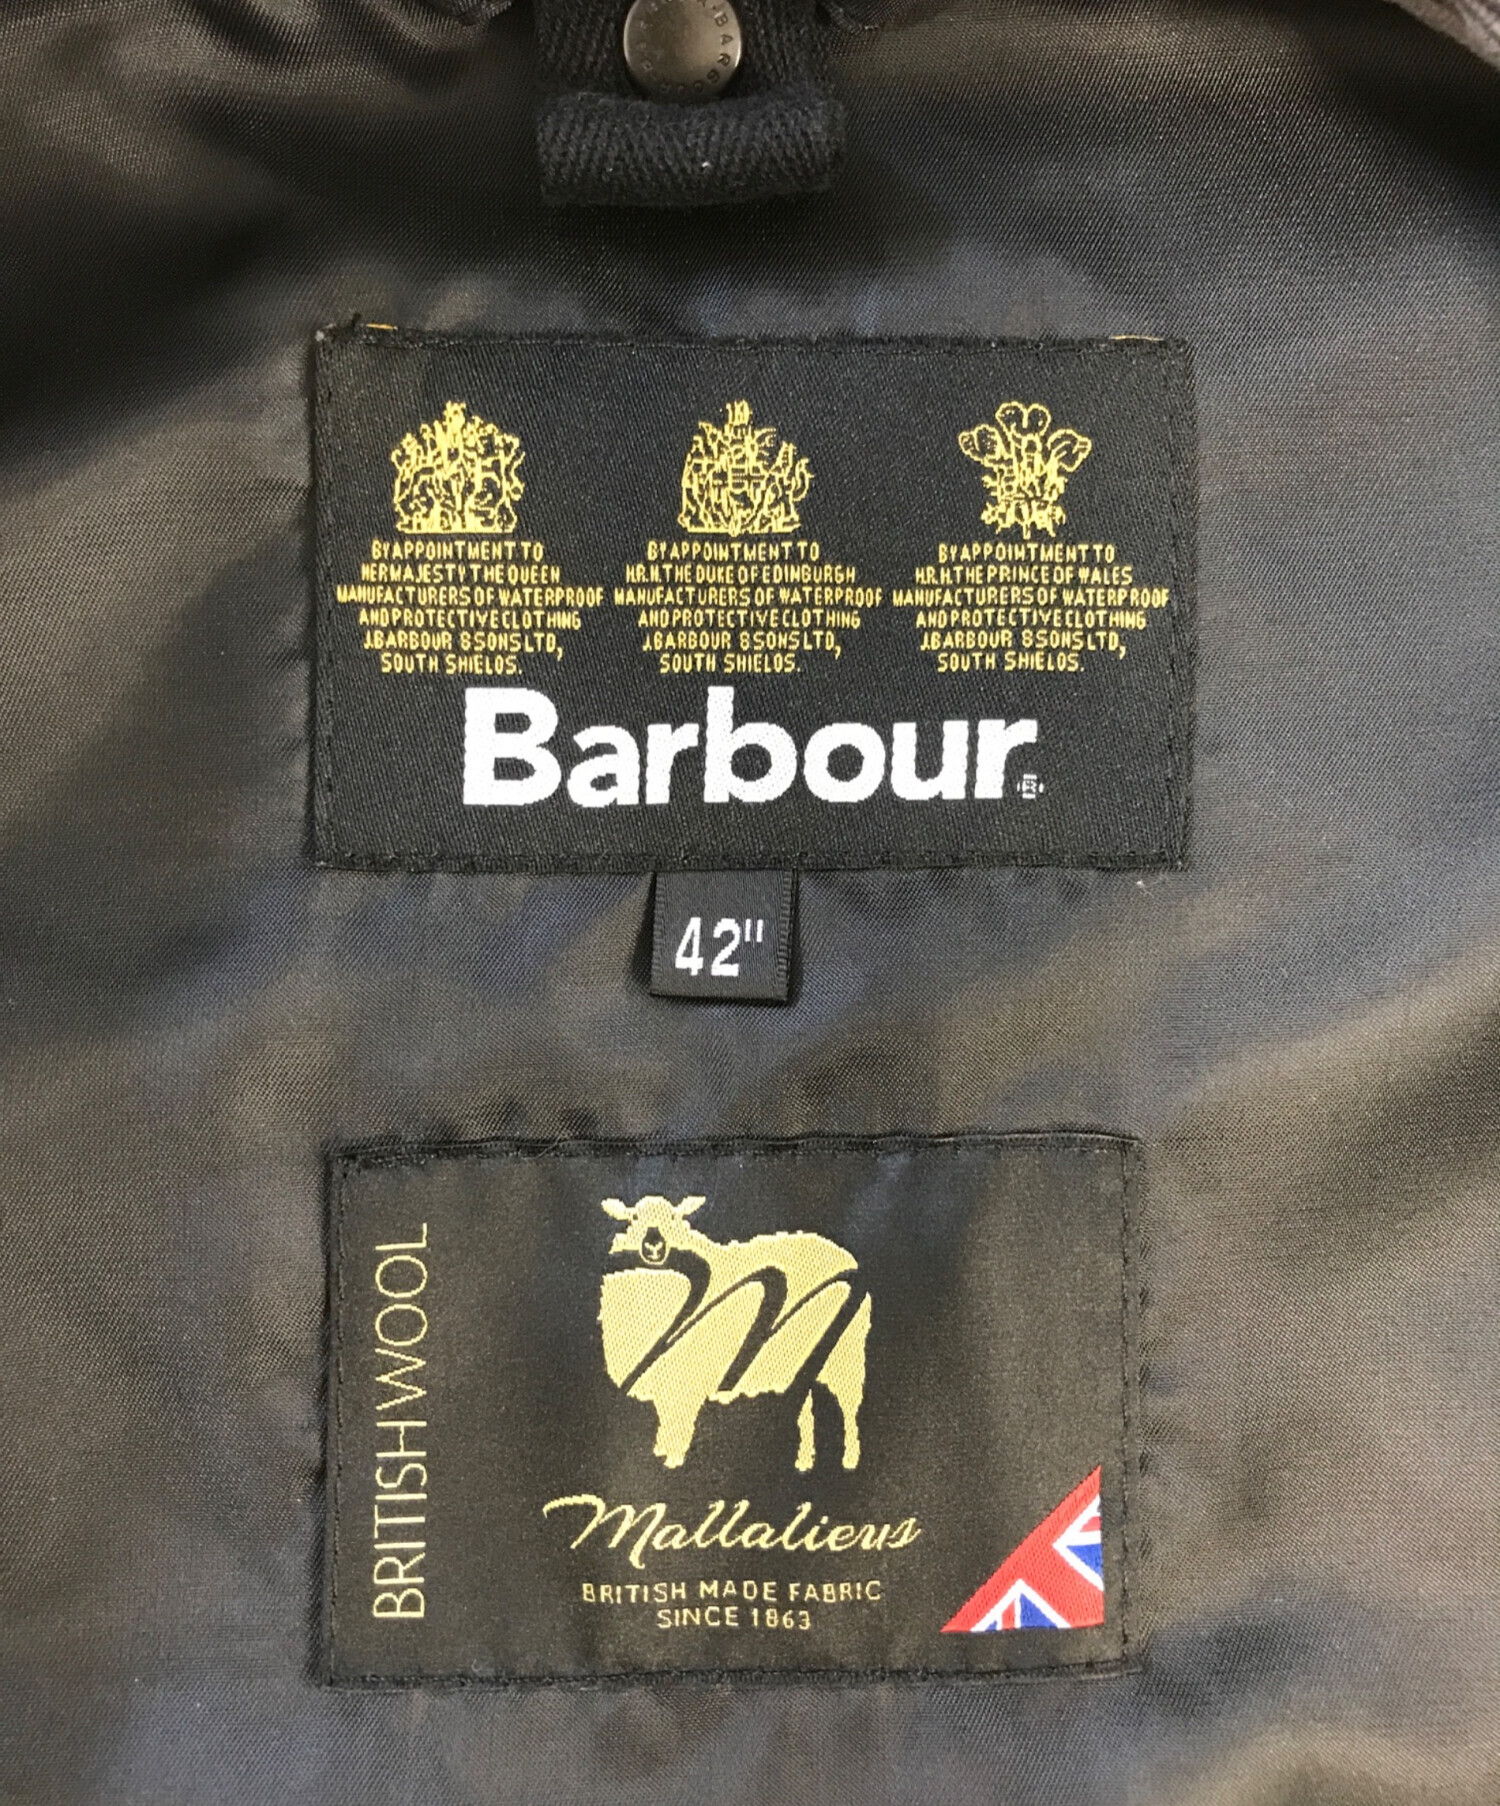 BARBOUR
BY APPOINTMENT TO
HER MAJESTY THE QUEEN
MANUFACTURERS OF WATERPROOF
AND PROTECTIVE CLOTHING
J.BARBOUR & SONS LTD,
SOUTH SHIELDS.
BY APPOINTMENT TO
H.R.H. THE DUKE OF EDINBURGH
MANUFACTURERS OF WATERPROOF
AND PROTECTIVE CLOTHING
J.BARBOUR & SONS LTD,
SOUTH SHIELDS.
BY APPOINTMENT TO
H.R.H. THE PRINCE OF WALES
MANUFACTURERS OF WATERPROOF
AND PROTECTIVE CLOTHING
J.BARBOUR & SONS LTD,
SOUTH SHIELDS.
Barbour®
42"
BRITISH WOOL
M
Mallalieus
BRITISH MADE FABRIC
SINCE 1863